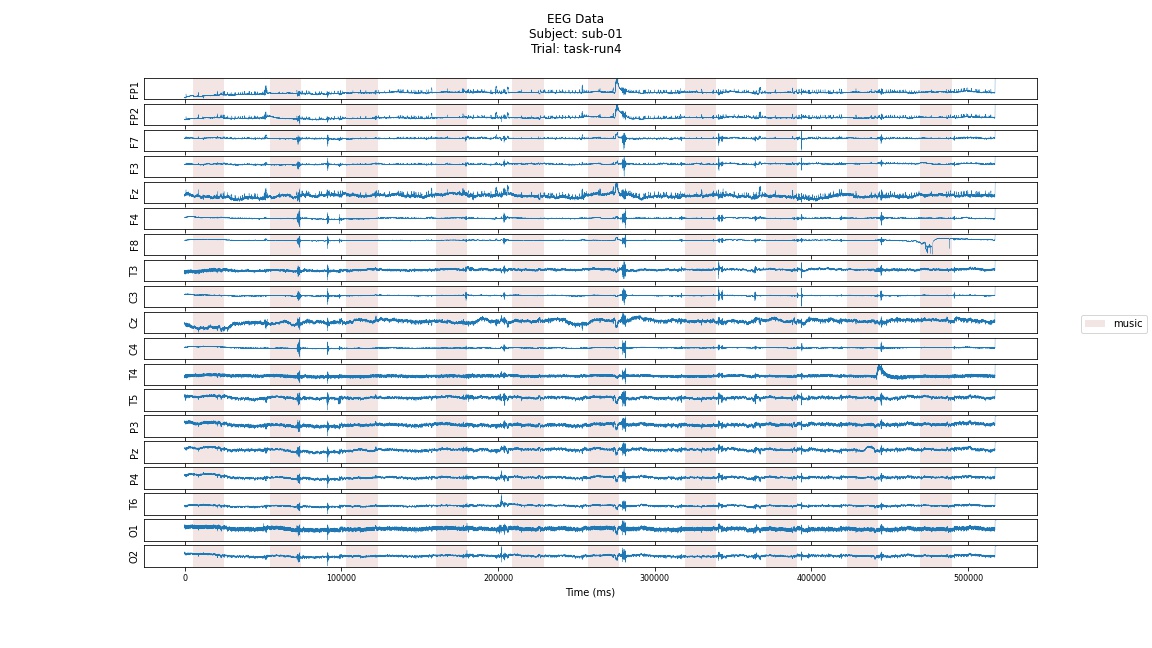 EEG Data
Subject: sub-01
Trial: task-run4
FP1
FP2
F7
F3
Fz
F4
F8
T3
C3
Cz
music
C4
T4
T5
P3
Pz
P4
T6
O1
O2
0 100000 200000 300000 400000 500000
Time (ms)